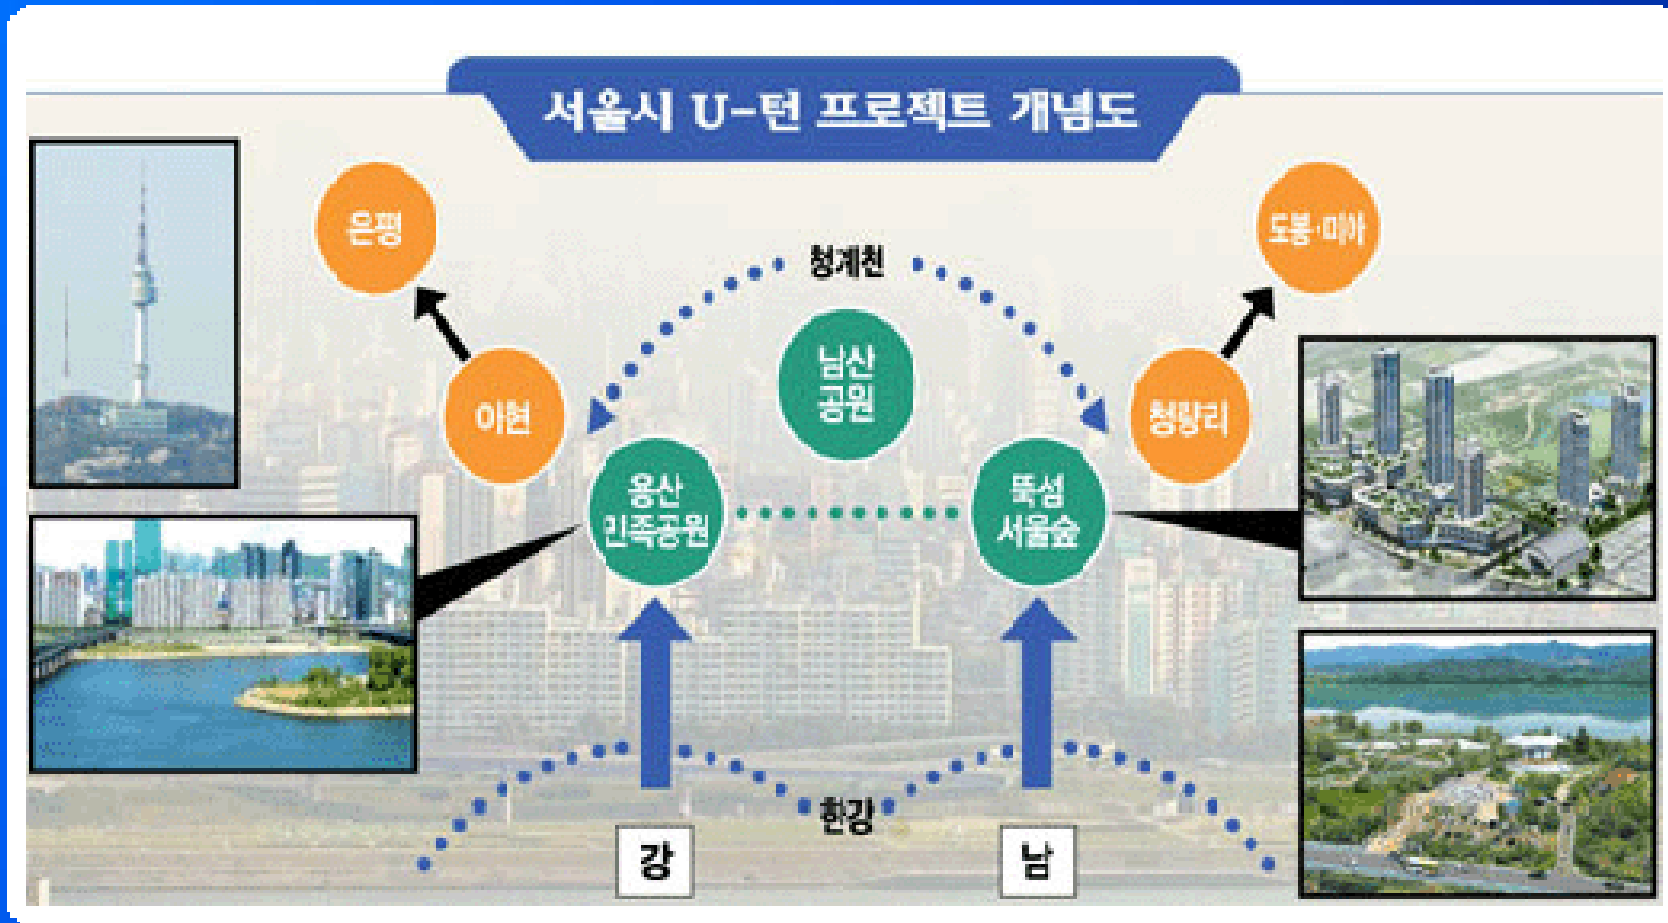 서울시 U-턴 프로젝트 개념도
은평
도봉·미아
청계천
남산
공원
아현
청량리
용산
민족공원
뚝섬
서울숲
한강
강
남